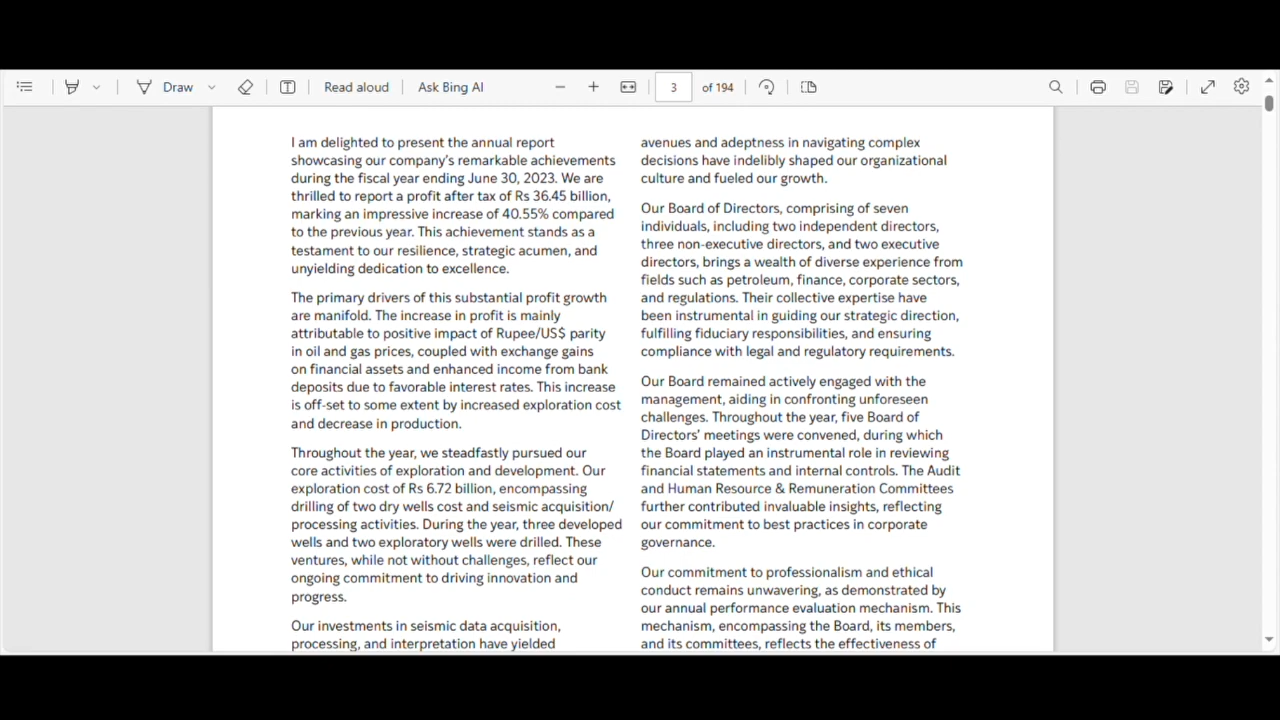 Draw
Read aloud
Ask Bing AI
3
of 194
I am delighted to present the annual report
showcasing our company's remarkable achievements
during the fiscal year ending June 30, 2023. We are
thrilled to report a profit after tax of Rs 36.45 billion,
marking an impressive increase of 40.55% compared
to the previous year. This achievement stands as a
testament to our resilience, strategic acumen, and
unyielding dedication to excellence.
The primary drivers of this substantial profit growth
are manifold. The increase in profit is mainly
attributable to positive impact of Rupee/US$ parity
in oil and gas prices, coupled with exchange gains
on financial assets and enhanced income from bank
deposits due to favorable interest rates. This increase
is off-set to some extent by increased exploration cost
and decrease in production.
Throughout the year, we steadfastly pursued our
core activities of exploration and development. Our
exploration cost of Rs 6.72 billion, encompassing
drilling of two dry wells cost and seismic acquisition/
processing activities. During the year, three developed
wells and two exploratory wells were drilled. These
ventures, while not without challenges, reflect our
ongoing commitment to driving innovation and
progress.
Our investments in seismic data acquisition,
processing, and interpretation have yielded
avenues and adeptness in navigating complex
decisions have indelibly shaped our organizational
culture and fueled our growth.
Our Board of Directors, comprising of seven
individuals, including two independent directors,
three non-executive directors, and two executive
directors, brings a wealth of diverse experience from
fields such as petroleum, finance, corporate sectors,
and regulations. Their collective expertise have
been instrumental in guiding our strategic direction,
fulfilling fiduciary responsibilities, and ensuring
compliance with legal and regulatory requirements.
Our Board remained actively engaged with the
management, aiding in confronting unforeseen
challenges. Throughout the year, five Board of
Directors' meetings were convened, during which
the Board played an instrumental role in reviewing
financial statements and internal controls. The Audit
and Human Resource & Remuneration Committees
further contributed invaluable insights, reflecting
our commitment to best practices in corporate
governance.
Our commitment to professionalism and ethical
conduct remains unwavering, as demonstrated by
our annual performance evaluation mechanism. This
mechanism, encompassing the Board, its members,
and its committees, reflects the effectiveness of